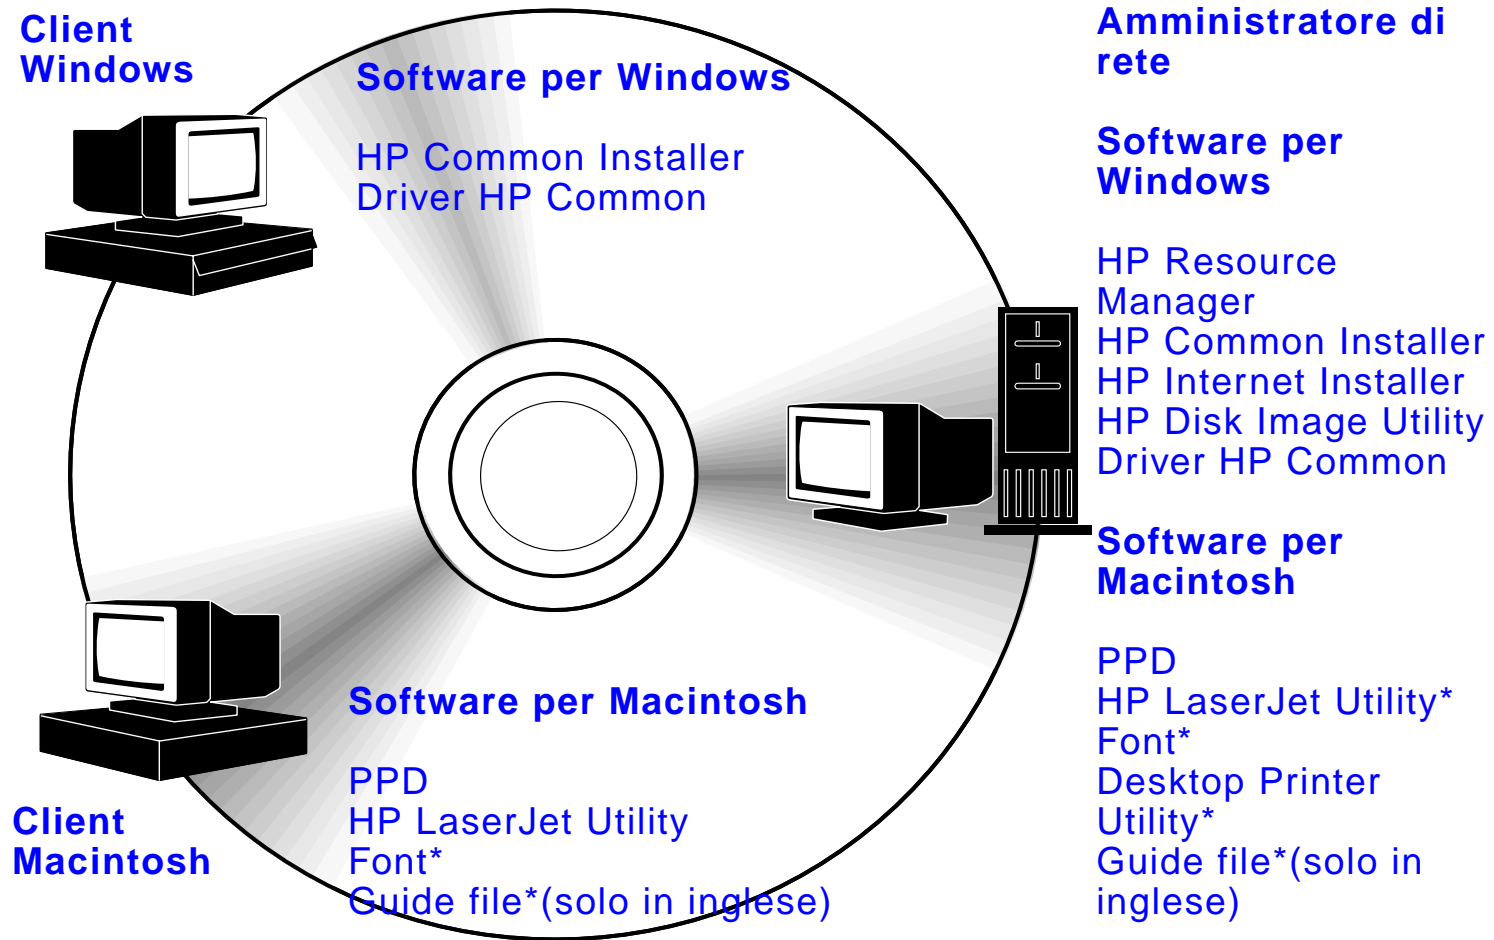 Client
Windows
Software per Windows
HP Common Installer
Driver HP Common
Software per Macintosh
PPD
HP LaserJet Utility
Font*
Guide file*(solo in inglese)
Client
Macintosh
Amministratore di
rete
Software per
Windows
HP Resource
Manager
HP Common Installer
HP Internet Installer
HP Disk Image Utility
Driver HP Common
Software per
Macintosh
PPD
HP LaserJet Utility*
Font*
Desktop Printer
Utility*
Guide file*(solo in
inglese)